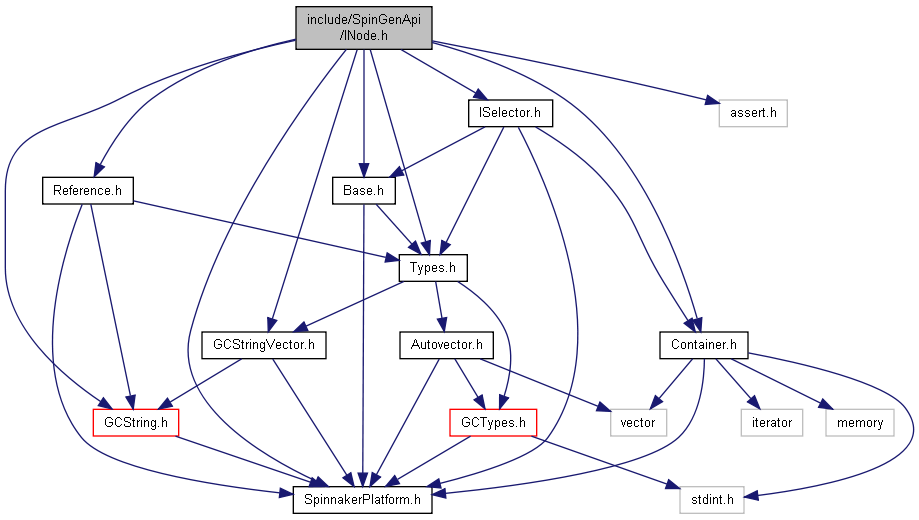 include/SpinGenApi
/INode.h
ISelector.h
assert.h
Reference.h
Base.h
Types.h
GCStringVector.h
Autovector.h
Container.h
GCString.h
GCTypes.h
vector
iterator
memory
SpinnakerPlatform.h
stdint.h